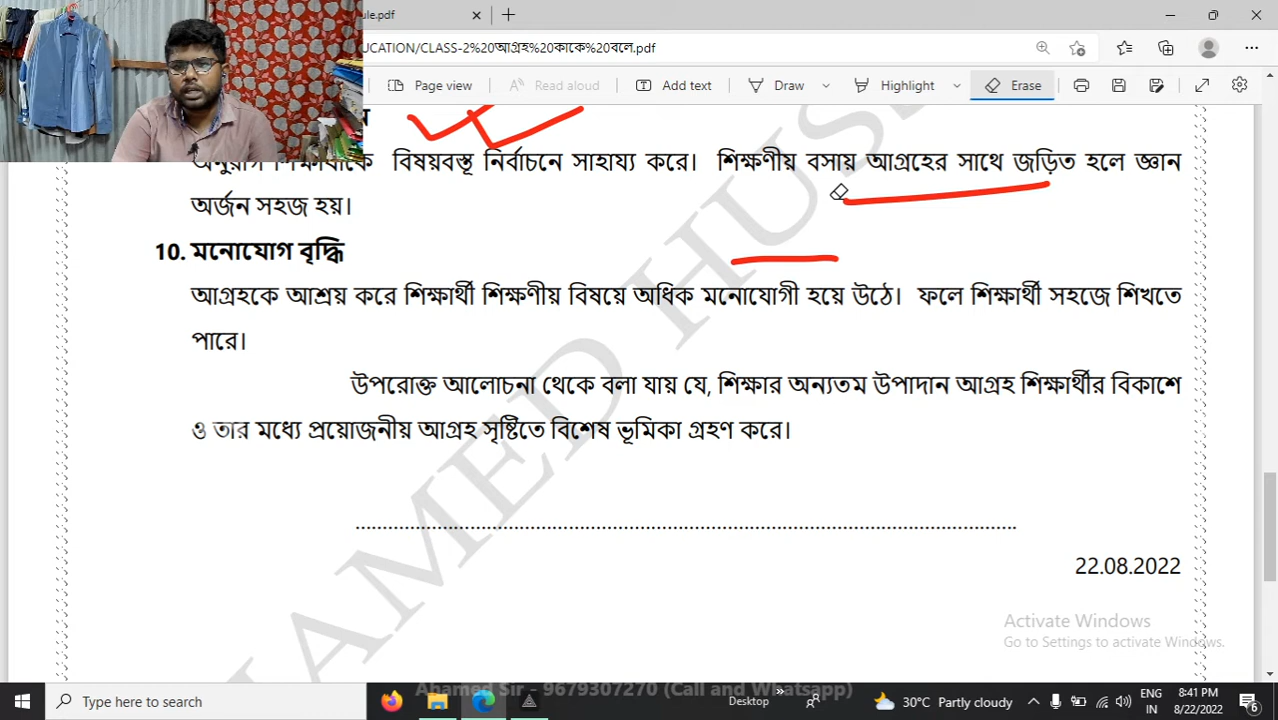 ule.pdf
UCATION/CLASS-2%20আগ্রহ%20কাকে%20বলে.pdf
Page view Read aloud Add text Draw Highlight Erase
অনুরাগ শিক্ষার্থীকে বিষয়বস্তূ নির্বাচনে সাহায্য করে। শিক্ষণীয় বসায় আগ্রহের সাথে জড়িত হলে জ্ঞান
অর্জন সহজ হয়।
10. মনোযোগ বৃদ্ধি
আগ্রহকে আশ্রয় করে শিক্ষার্থী শিক্ষণীয় বিষয়ে অধিক মনোযোগী হয়ে উঠে। ফলে শিক্ষার্থী সহজে শিখতে
পারে।
উপরোক্ত আলোচনা থেকে বলা যায় যে, শিক্ষার অন্যতম উপাদান আগ্রহ শিক্ষার্থীর বিকাশে
ও তার মধ্যে প্রয়োজনীয় আগ্রহ সৃষ্টিতে বিশেষ ভূমিকা গ্রহণ করে।
22.08.2022
HAMED HUS
Activate Windows
Go to Settings to activate Windows.
Ahamed Sir - 9679307270 (Call and Whatsapp)
Type here to search
Desktop
30°C Partly cloudy
ENG
IN
8:41 PM
8/22/2022
6